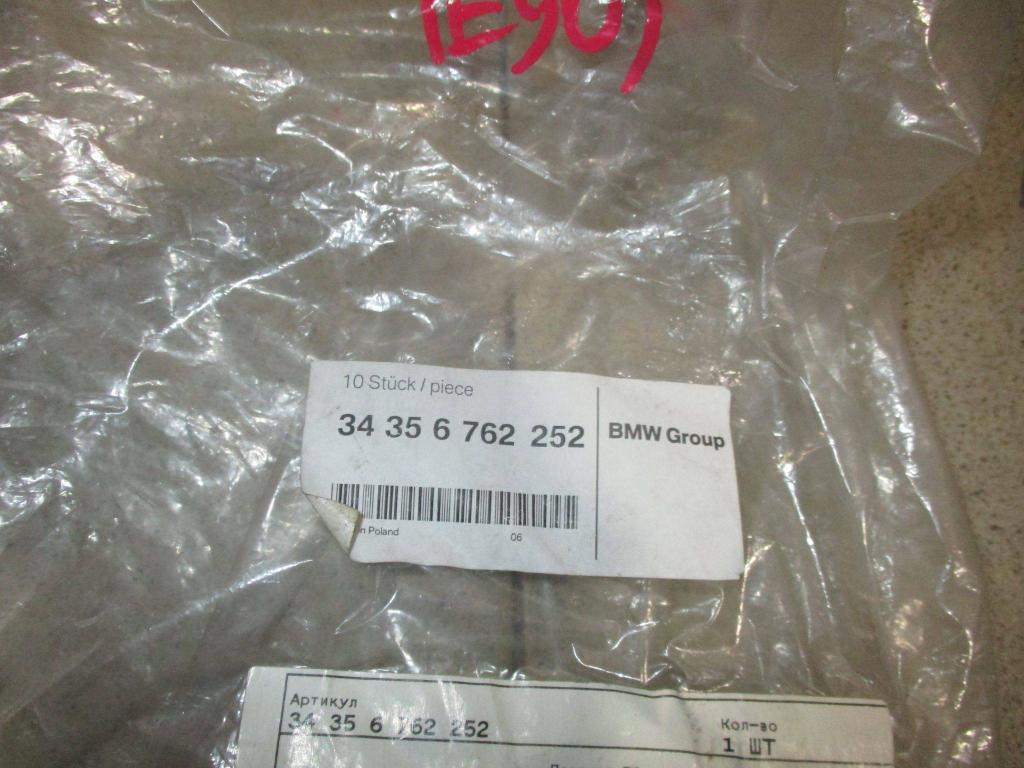 (E90)
10 Stück / piece
34 35 6 762 252
BMW Group
in Poland
06
Артикул
34 35 6 762 252
Кол-во
1 ШТ